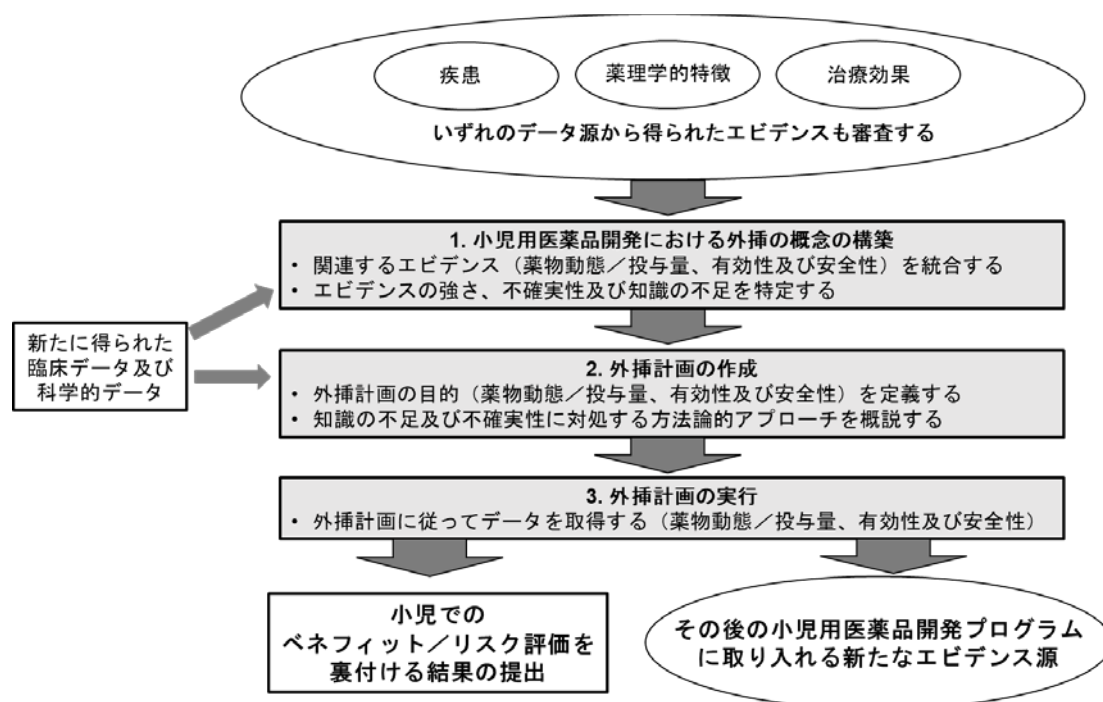 疾患
薬理学的特徴
治療効果
いずれのデータ源から得られたエビデンスも審査する
1. 小児用医薬品開発における外挿の概念の構築
• 関連するエビデンス（薬物動態／投与量、有効性及び安全性）を統合する
• エビデンスの強さ、不確実性及び知識の不足を特定する
新たに得られた
臨床データ及び
科学的データ
2. 外挿計画の作成
• 外挿計画の目的（薬物動態／投与量、有効性及び安全性）を定義する
• 知識の不足及び不確実性に対処する方法論的アプローチを概説する
3. 外挿計画の実行
• 外挿計画に従ってデータを取得する（薬物動態／投与量、有効性及び安全性）
小児での
ベネフィット／リスク評価を
裏付ける結果の提出
その後の小児用医薬品開発プログラム
に取り入れる新たなエビデンス源